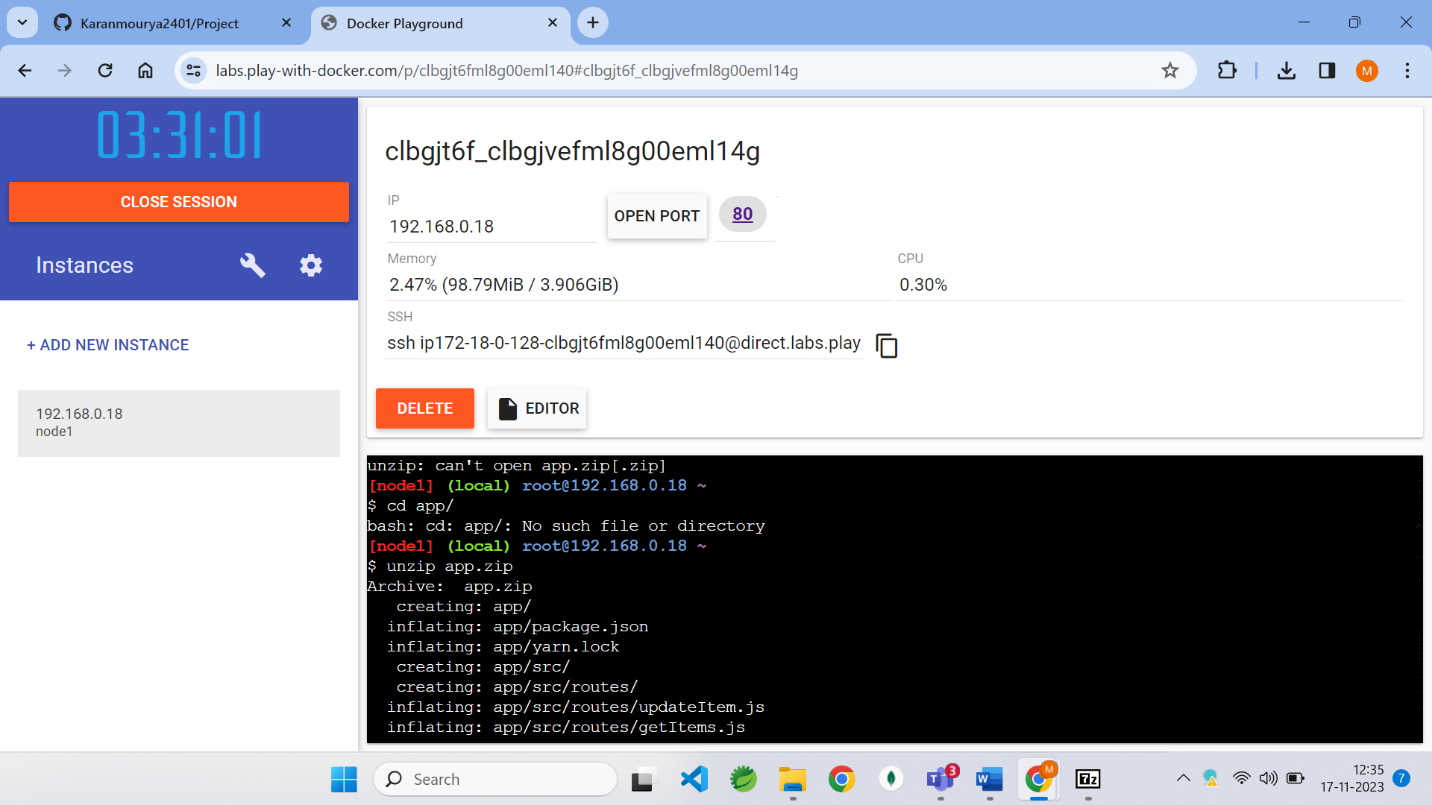 Karanmourya2401/Project
Docker Playground
labs.play-with-docker.com/p/clbgjt6fml8g00eml140#clbgjt6f_clbgjvefml8g00eml14g
M
03:31:01
CLOSE SESSION
Instances
+ ADD NEW INSTANCE
192.168.0.18
node1
clbgjt6f_clbgjvefml8g00eml14g
IP
192.168.0.18
OPEN PORT
80
Memory
2.47% (98.79MiB / 3.906GiB)
CPU
0.30%
SSH
ssh ip172-18-0-128-clbgjt6fml8g00eml140@direct.labs.play
DELETE
EDITOR
unzip: can't open app.zip[.zip]
[node1] (local) root@192.168.0.18 ~
$ cd app/
bash: cd: app/: No such file or directory
[node1] (local) root@192.168.0.18 ~
$ unzip app.zip
Archive:  app.zip
   creating: app/
  inflating: app/package.json
  inflating: app/yarn.lock
   creating: app/src/
   creating: app/src/routes/
  inflating: app/src/routes/updateItem.js
  inflating: app/src/routes/getItems.js
Search
3
M
7z
12:35
17-11-2023
7